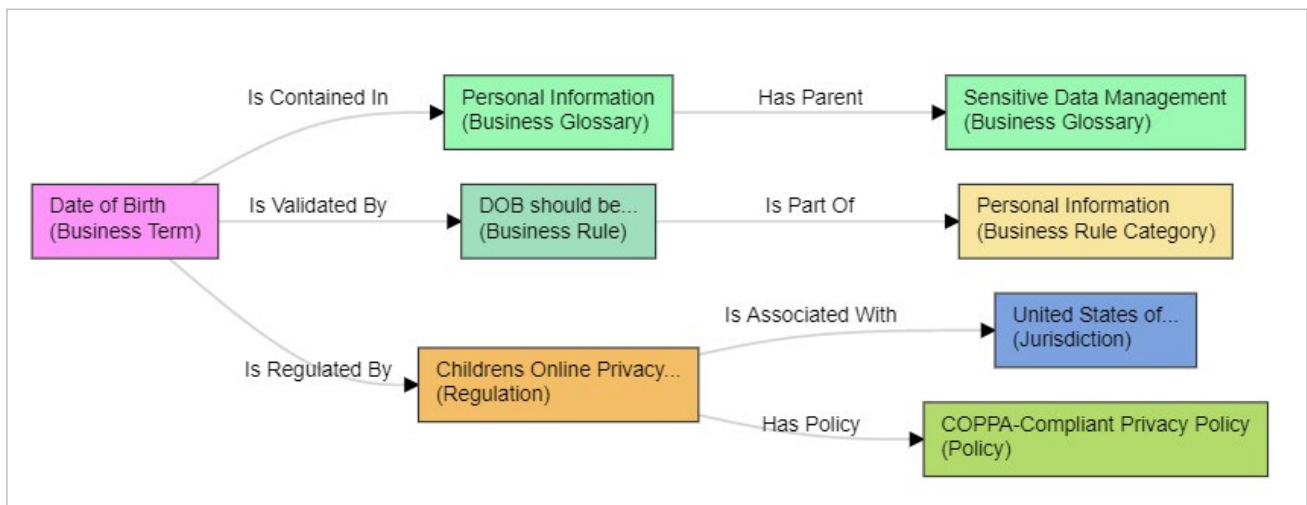 Is Contained In
Personal Information
(Business Glossary)
Has Parent
Sensitive Data Management
(Business Glossary)
Date of Birth
(Business Term)
Is Validated By
DOB should be...
(Business Rule)
Is Part Of
Personal Information
(Business Rule Category)
Is Regulated By
Childrens Online Privacy...
(Regulation)
Is Associated With
United States of...
(Jurisdiction)
Has Policy
COPPA-Compliant Privacy Policy
(Policy)